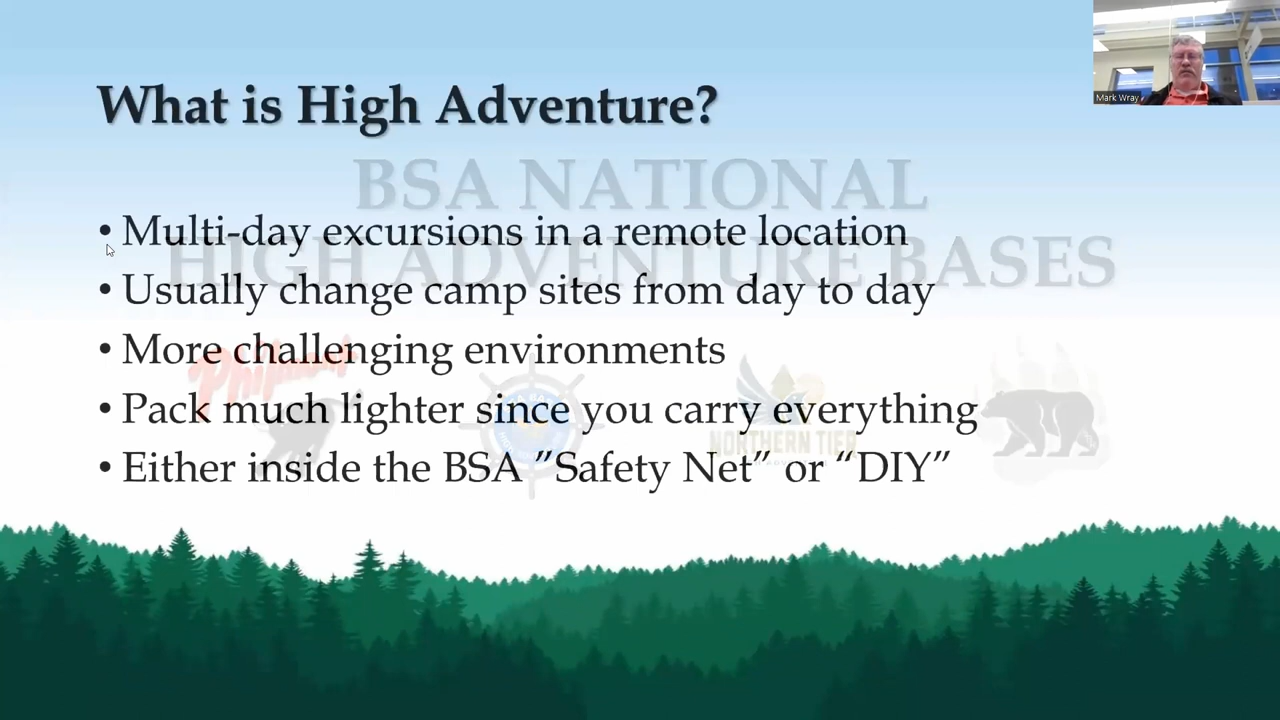 What is High Adventure?
BSA NATIONAL
HIGH ADVENTURE BASES
• Multi-day excursions in a remote location
• Usually change camp sites from day to day
• More challenging environments
• Pack much lighter since you carry everything
• Either inside the BSA ”Safety Net” or “DIY”
Philmont
NORTHERN TIER
Mark Wray